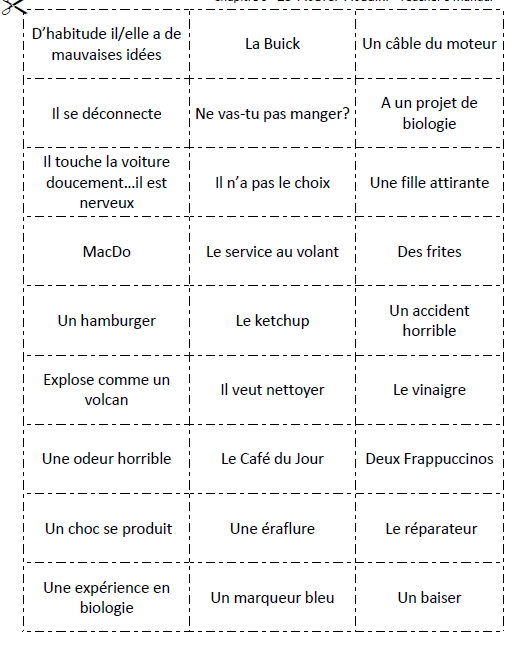 D'habitude il/elle a de
mauvaises idées
La Buick
Un câble du moteur
Il se déconnecte
Ne vas-tu pas manger?
A un projet de
biologie
Il touche la voiture
doucement…il est
nerveux
Il n'a pas le choix
Une fille attirante
MacDo
Le service au volant
Des frites
Un hamburger
Le ketchup
Un accident
horrible
Explose comme un
volcan
Il veut nettoyer
Le vinaigre
Une odeur horrible
Le Café du Jour
Deux Frappuccinos
Un choc se produit
Une éraflure
Le réparateur
Une expérience en
biologie
Un marqueur bleu
Un baiser